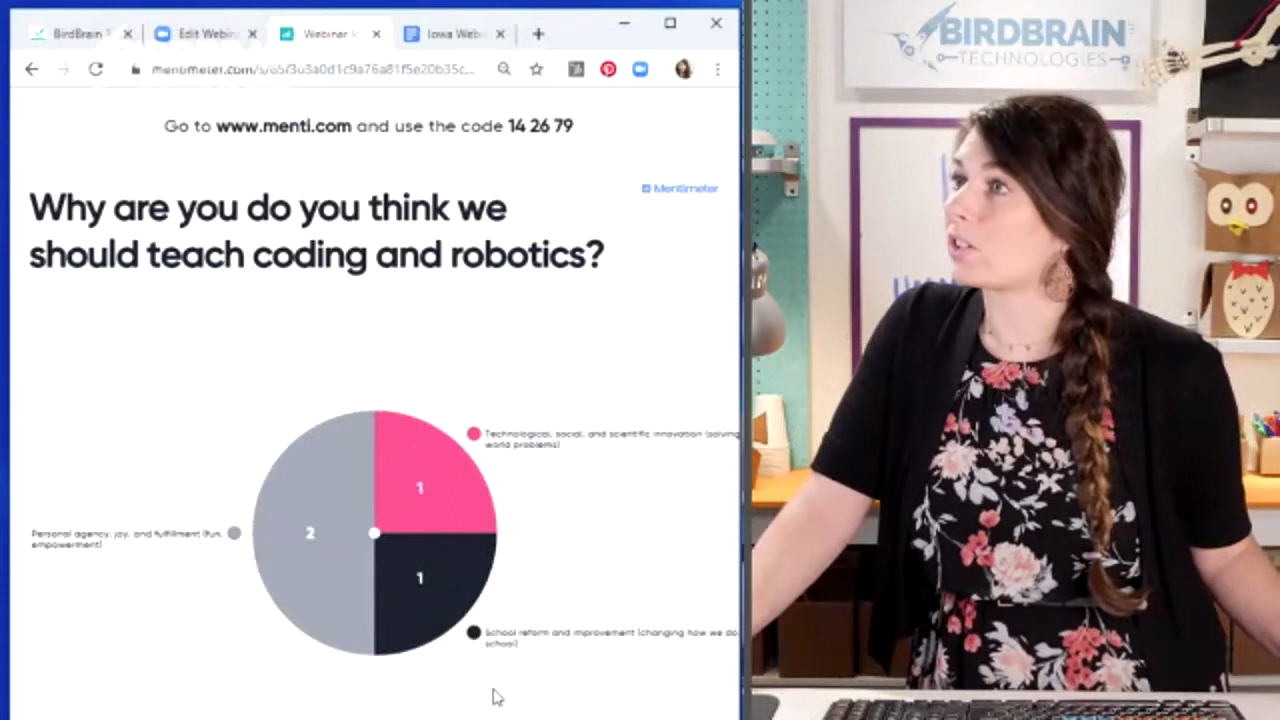 BirdBrain
Edit Webin
Webinar
Iowa Web
Go to www.menti.com and use the code 14 26 79
Mentimeter
Why are you do you think we
should teach coding and robotics?
Technological, social, and scientific innovation (solving
world problems)
1
2
Personal agency, joy, and fulfillment (fun,
empowerment)
1
School reform and improvement (changing how we do
school)
BIRDBRAIN
TECHNOLOGIES